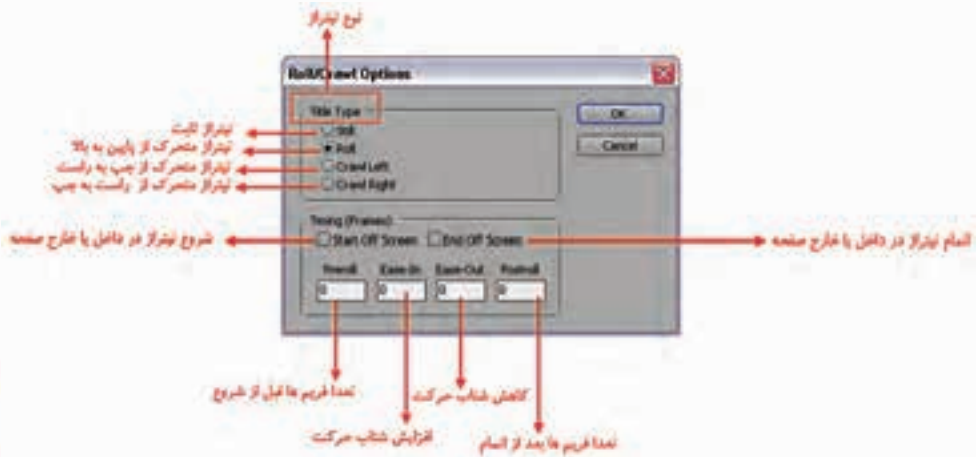 نوع تیتراژ
Roll/Crawl Options
Title Type
OK
تیتراژ ثابت
Still
Cancel
تیتراژ متحرک از پایین به بالا
Roll
تیتراژ متحرک از چپ به راست
Crawl Left
تیتراژ متحرک از راست به چپ
Crawl Right
Timing (Frames)
شروع تیتراژ در داخل یا خارج صفحه
Start Off Screen
End Off Screen
اتمام تیتراژ در داخل یا خارج صفحه
Preroll
Ease-In
Ease-Out
Postroll
0
0
0
0
تعدا فریم ها قبل از شروع
کاهش شتاب حرکت
افزایش شتاب حرکت
تعدا فریم ها بعد از اتمام